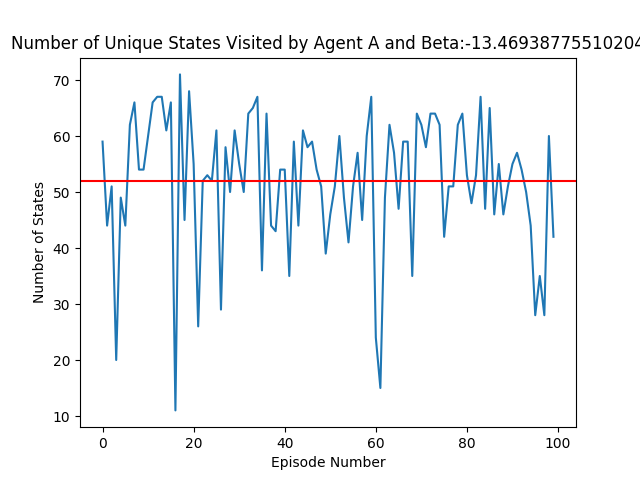 Number of Unique States Visited by Agent A and Beta:-13.46938775510204
70
60
50
40
30
20
10
Number of States
0 20 40 60 80 100
Episode Number